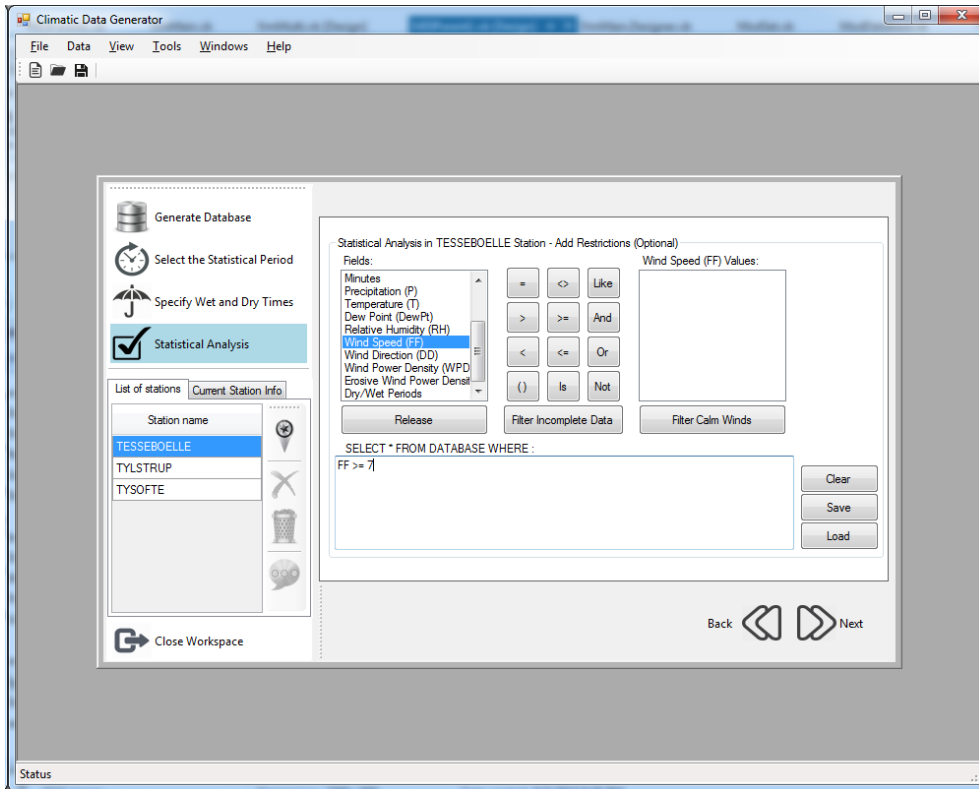 Climatic Data Generator
File Data View Tools Windows Help
Generate Database
Select the Statistical Period
Specify Wet and Dry Times
Statistical Analysis
List of stations Current Station Info
Station name
TESSEBOELLE
TYLSTRUP
TYSOFTE
Close Workspace
Statistical Analysis in TESSEBOELLE Station - Add Restrictions (Optional)
Fields:
Minutes
Precipitation (P)
Temperature (T)
Dew Point (DewPt)
Relative Humidity (RH)
Wind Speed (FF)
Wind Direction (DD)
Wind Power Density (WPD
Erosive Wind Power Densit
Dry/Wet Periods
= <> Like
> >= And
< <= Or
() Is Not
Wind Speed (FF) Values:
Release Filter Incomplete Data Filter Calm Winds
SELECT * FROM DATABASE WHERE :
FF >= 7
Clear
Save
Load
Back Next
Status